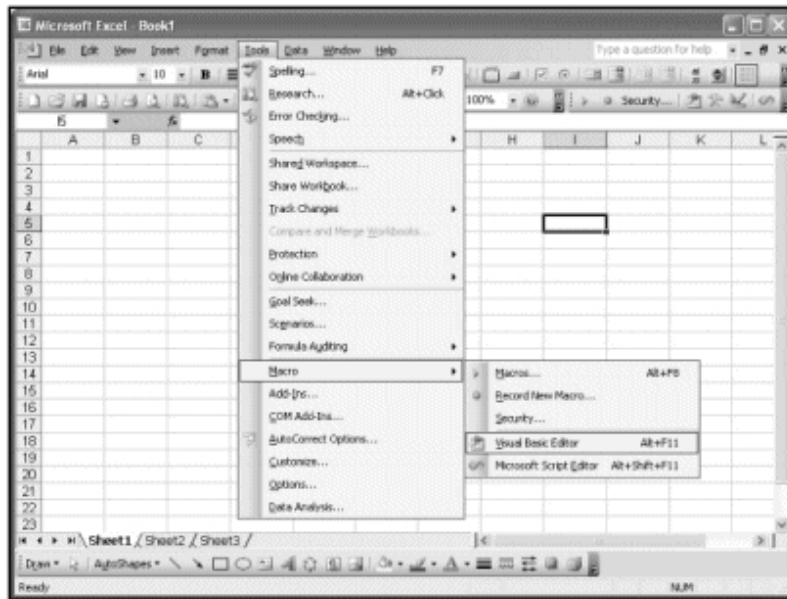 Microsoft Excel - Book1
File Edit View Insert Format Tools Data Window Help Type a question for help
Arial 10 B
100% Security...
I5 fx
A B C H I J K L
1
2
3
4
5
6
7
8
9
10
11
12
13
14
15
16
17
18
19
20
21
22
23
Spelling... F7
Research... Alt+Click
Error Checking...
Speech
Shared Workspace...
Share Workbook...
Track Changes
Compare and Merge Workbooks...
Protection
Online Collaboration
Goal Seek...
Scenarios...
Formula Auditing
Macro
Add-Ins...
COM Add-Ins...
AutoCorrect Options...
Customize...
Options...
Data Analysis...
Macros... Alt+F8
Record New Macro...
Security...
Visual Basic Editor Alt+F11
Microsoft Script Editor Alt+Shift+F11
Sheet1 / Sheet2 / Sheet3 /
Draw AutoShapes
Ready NUM